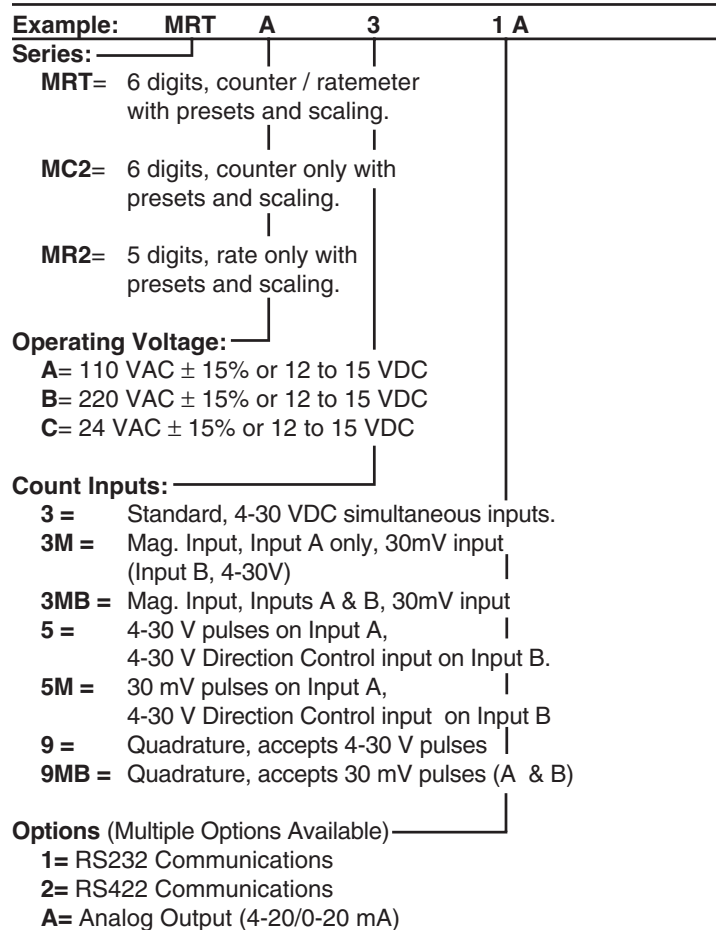 Example: MRT A 3 1 A
Series:
MRT= 6 digits, counter / ratemeter
with presets and scaling.
MC2= 6 digits, counter only with
presets and scaling.
MR2= 5 digits, rate only with
presets and scaling.
Operating Voltage:
A= 110 VAC ± 15% or 12 to 15 VDC
B= 220 VAC ± 15% or 12 to 15 VDC
C= 24 VAC ± 15% or 12 to 15 VDC
Count Inputs:
3 = Standard, 4-30 VDC simultaneous inputs.
3M = Mag. Input, Input A only, 30mV input
(Input B, 4-30V)
3MB = Mag. Input, Inputs A & B, 30mV input
5 = 4-30 V pulses on Input A,
4-30 V Direction Control input on Input B.
5M = 30 mV pulses on Input A,
4-30 V Direction Control input on Input B
9 = Quadrature, accepts 4-30 V pulses
9MB = Quadrature, accepts 30 mV pulses (A & B)
Options (Multiple Options Available)
1= RS232 Communications
2= RS422 Communications
A= Analog Output (4-20/0-20 mA)